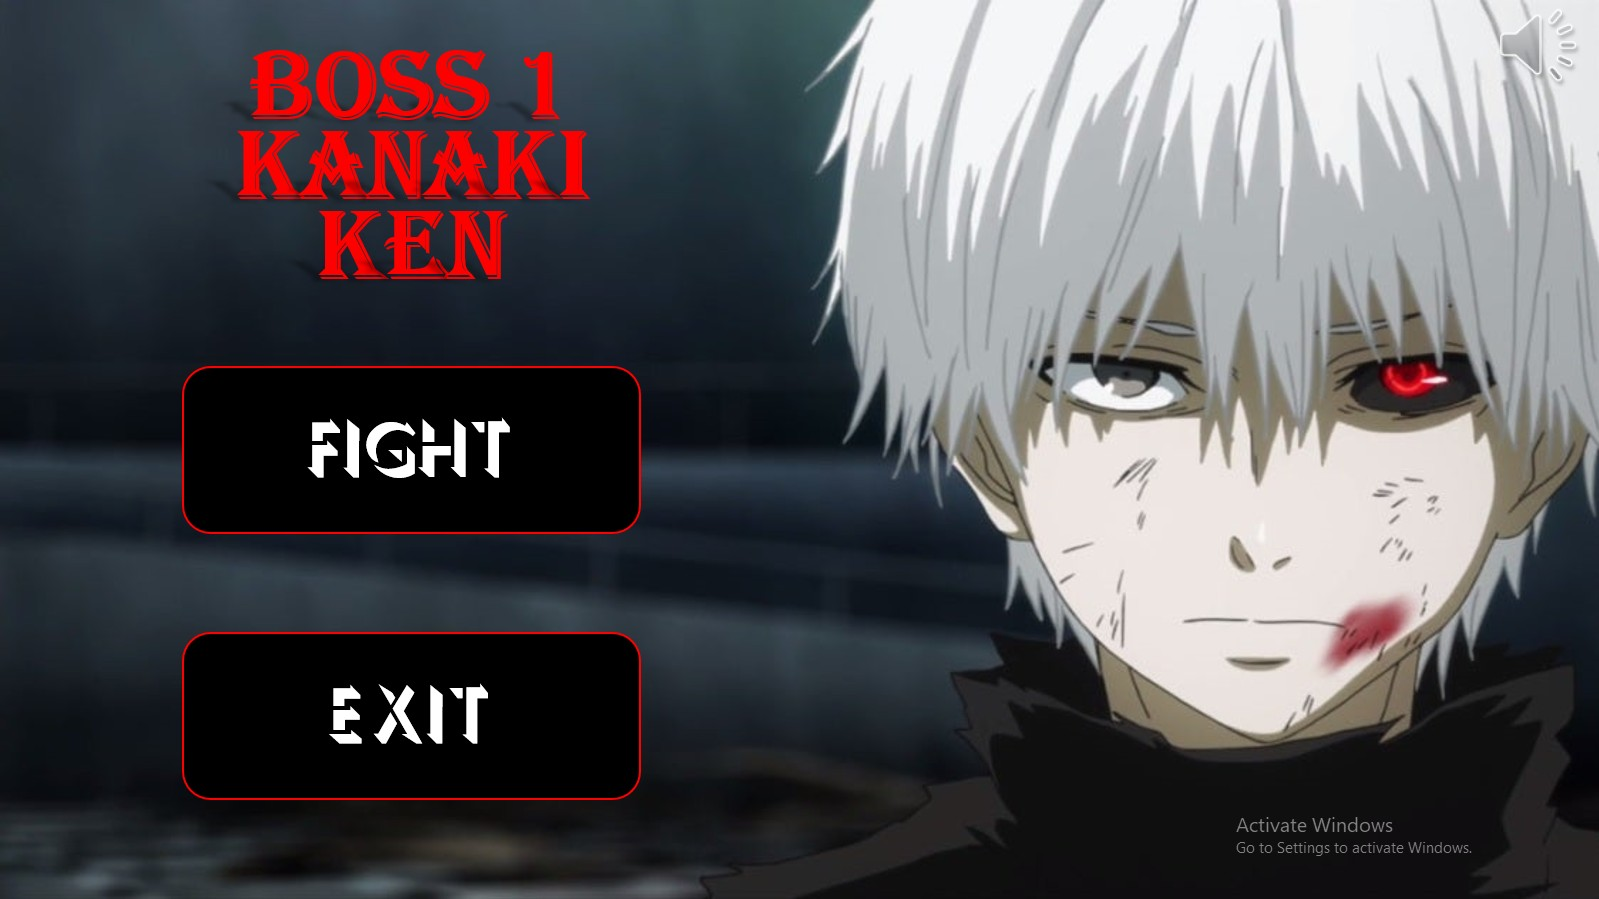 BOSS 1
KANAKI
KEN
FIGHT
EXIT
Activate Windows
Go to Settings to activate Windows.